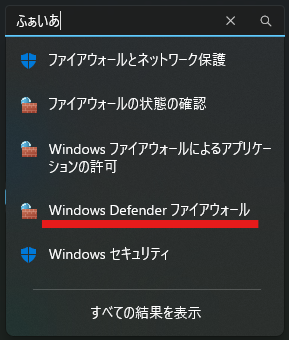 ふぁいあ
ファイアウォールとネットワーク保護
ファイアウォールの状態の確認
Windows ファイアウォールによるアプリケー
ションの許可
Windows Defender ファイアウォール
Windows セキュリティ
すべての結果を表示